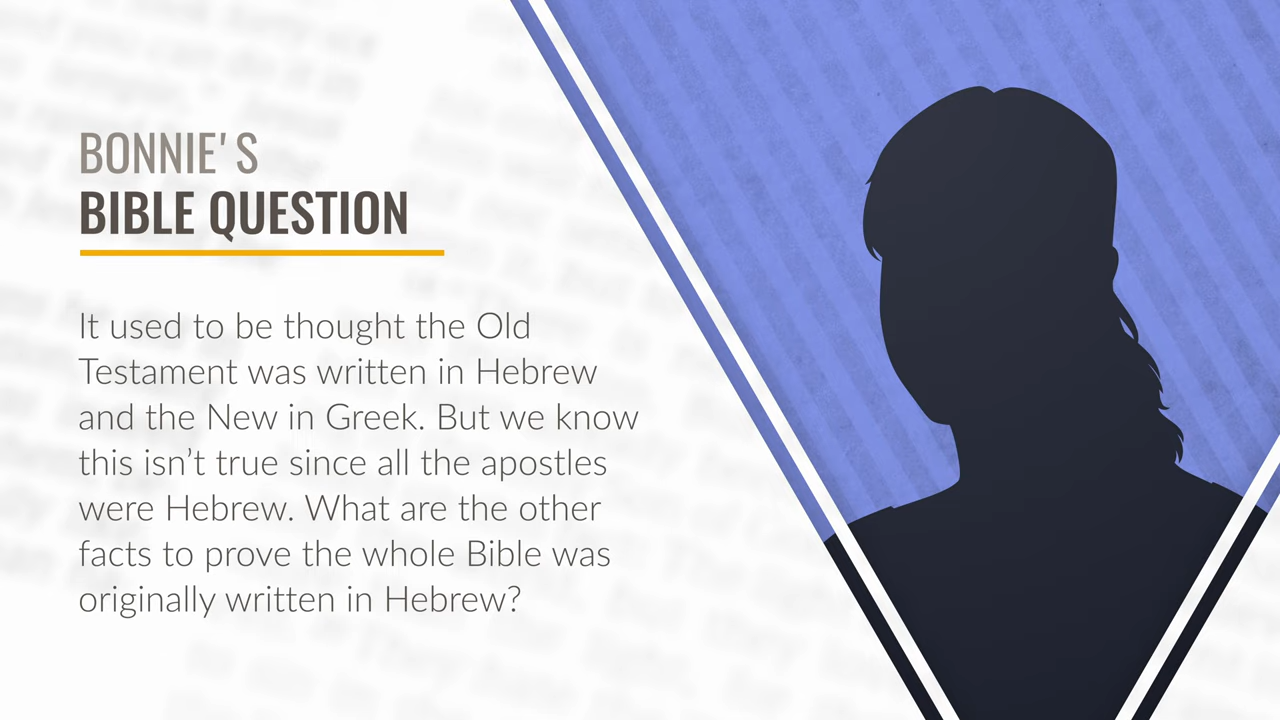 BONNIE'S
BIBLE QUESTION
It used to be thought the Old
Testament was written in Hebrew
and the New in Greek. But we know
this isn’t true since all the apostles
were Hebrew. What are the other
facts to prove the whole Bible was
originally written in Hebrew?